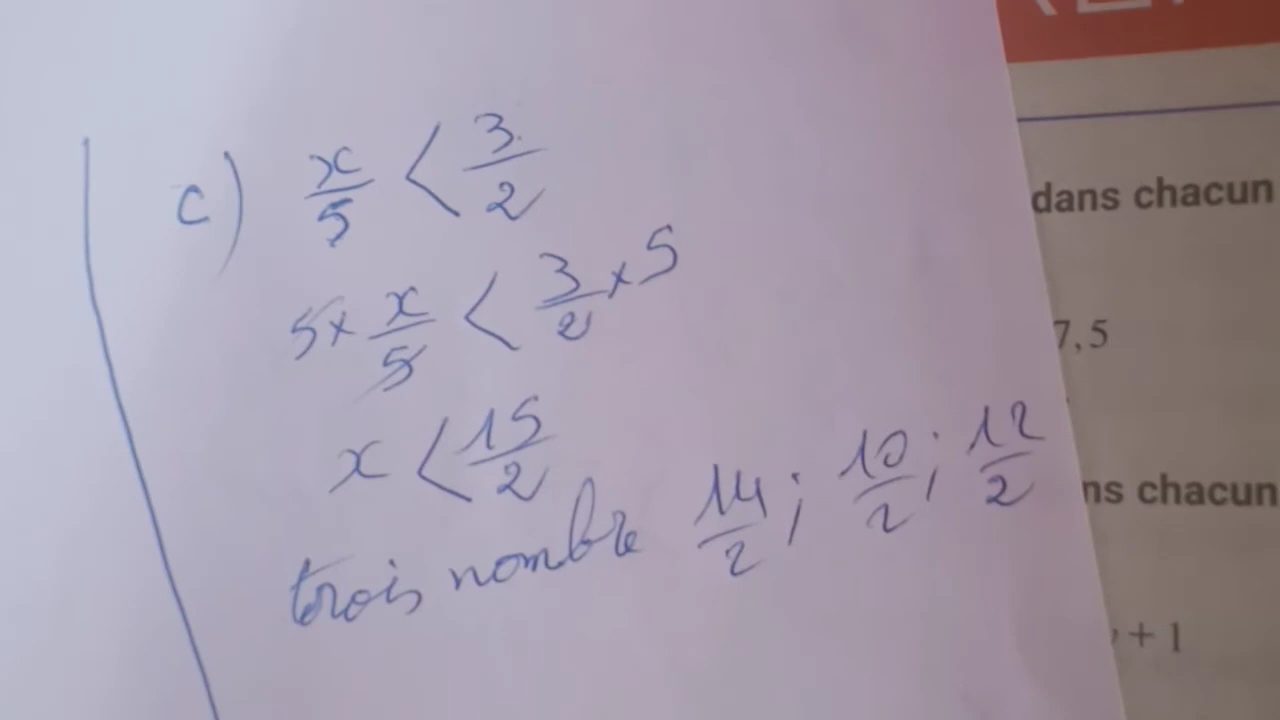 c) x/5 < 3/2
5 × x/5 < 3/2 × 5
x < 15/2
trois nombre 14/2 ; 10/2 ; 12/2
dans chacun
7,5
ns chacun
+ 1